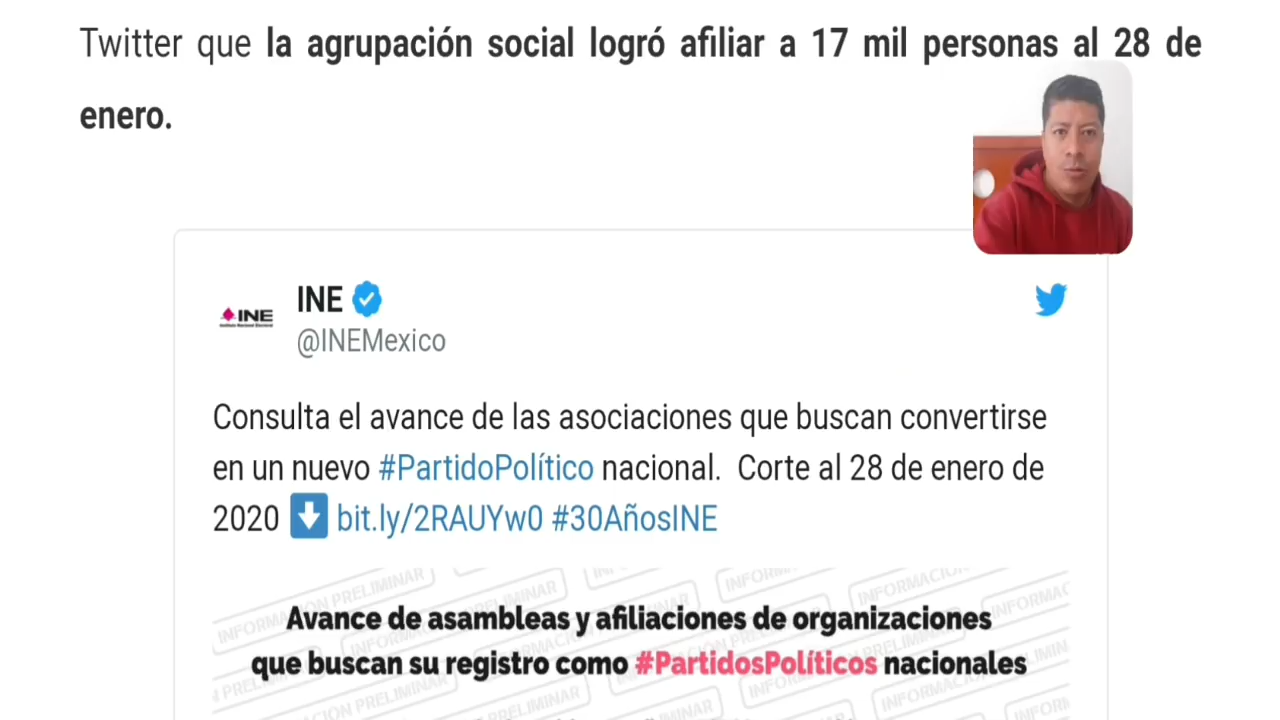 Twitter que la agrupación social logró afiliar a 17 mil personas al 28 de
enero.
INE
INE
@INEMexico
Consulta el avance de las asociaciones que buscan convertirse
en un nuevo #PartidoPolítico nacional. Corte al 28 de enero de
2020 ⬇ bit.ly/2RAUYw0 #30AñosINE
Avance de asambleas y afiliaciones de organizaciones
que buscan su registro como #PartidosPolíticos nacionales